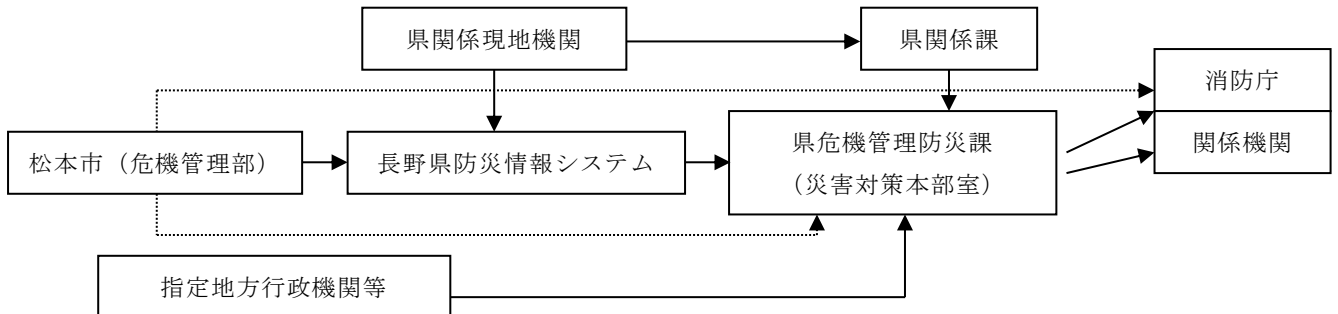 県関係現地機関
県関係課
消防庁
関係機関
松本市（危機管理部）
長野県防災情報システム
県危機管理防災課
（災害対策本部室）
指定地方行政機関等